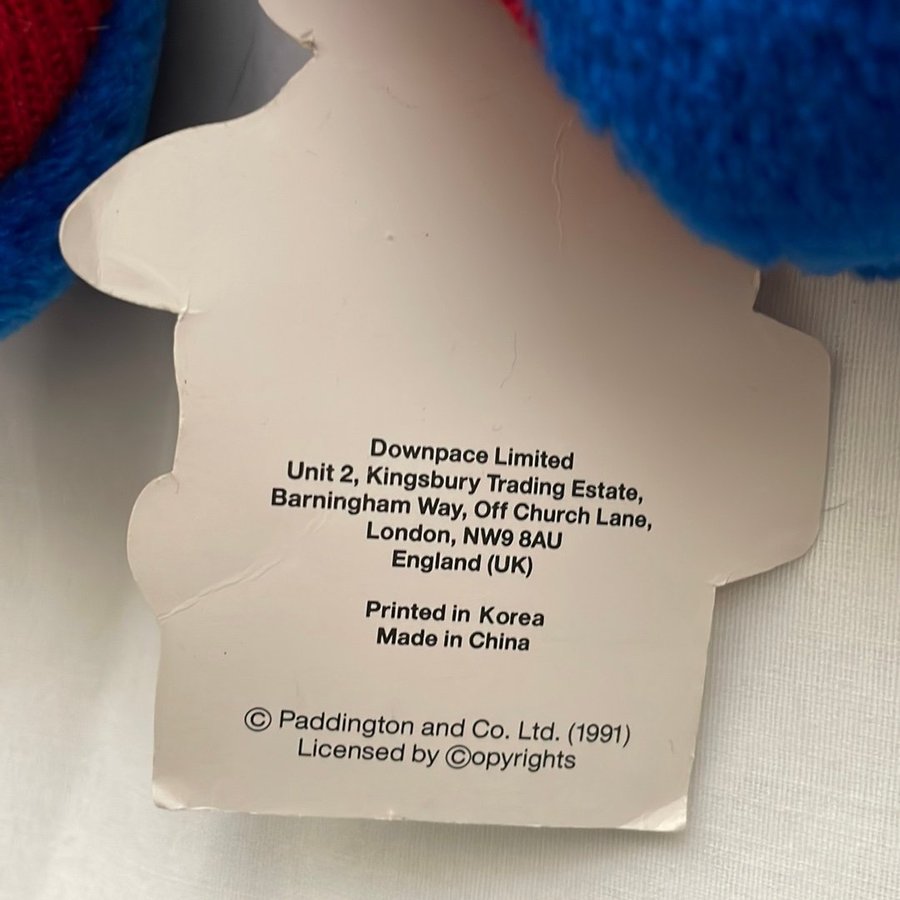 Downpace Limited
Unit 2, Kingsbury Trading Estate,
Barningham Way, Off Church Lane,
London, NW9 8AU
England (UK)
Printed in Korea
Made in China
© Paddington and Co. Ltd. (1991)
Licensed by ©opyrights